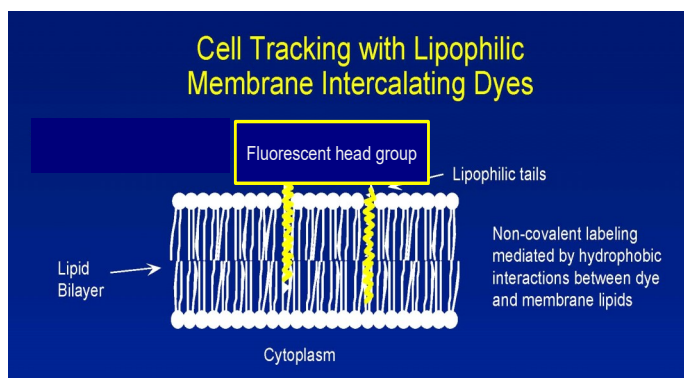 Cell Tracking with Lipophilic
Membrane Intercalating Dyes
Fluorescent head group
Lipophilic tails
Non-covalent labeling
mediated by hydrophobic
interactions between dye
and membrane lipids
Lipid
Bilayer
Cytoplasm